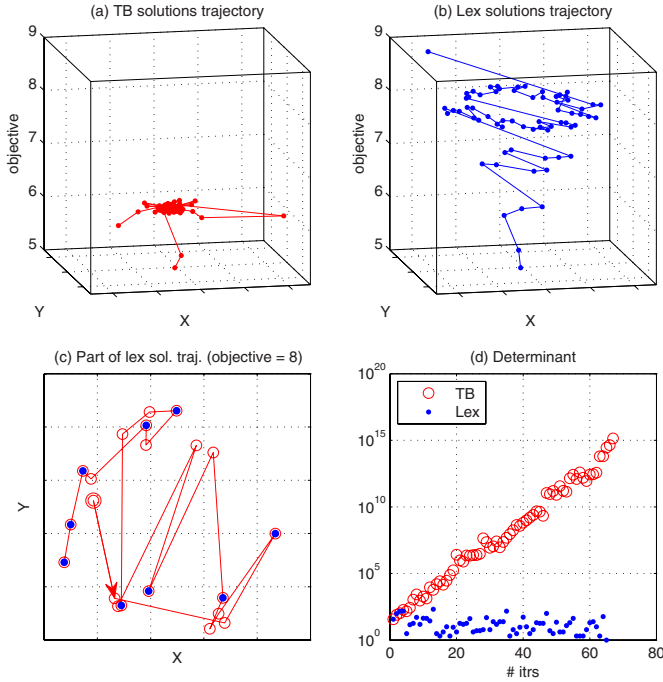 (a) TB solutions trajectory
9
8
7
6
5
objective
Y
X
(b) Lex solutions trajectory
9
8
7
6
5
objective
Y
X
(c) Part of lex sol. traj. (objective = 8)
Y
X
(d) Determinant
10^20
10^15
10^10
10^5
10^0
TB
Lex
0 20 40 60 80
# itrs